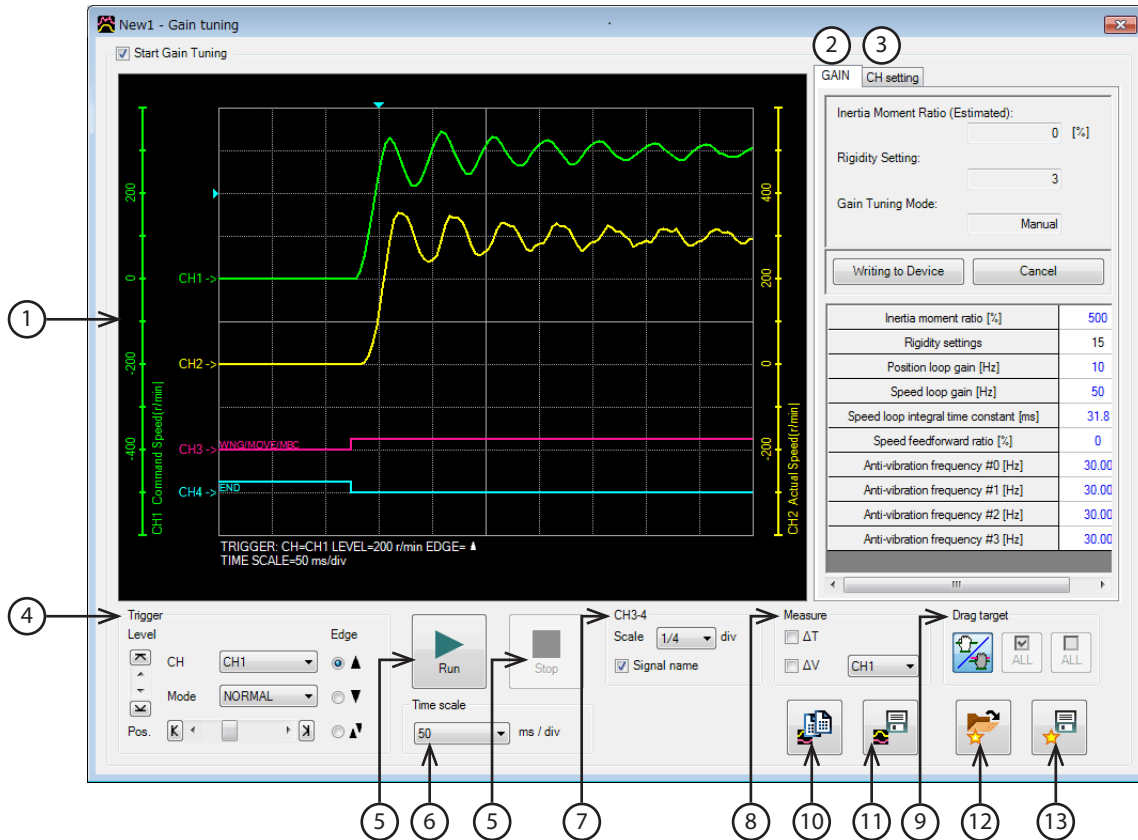 New1 - Gain tuning
Start Gain Tuning
2
3
GAIN
CH setting
Inertia Moment Ratio (Estimated):
0 [%]
Rigidity Setting:
3
Gain Tuning Mode:
Manual
Writing to Device
Cancel
Inertia moment ratio [%] 500
Rigidity settings 15
Position loop gain [Hz] 10
Speed loop gain [Hz] 50
Speed loop integral time constant [ms] 31.8
Speed feedforward ratio [%] 0
Anti-vibration frequency #0 [Hz] 30.00
Anti-vibration frequency #1 [Hz] 30.00
Anti-vibration frequency #2 [Hz] 30.00
Anti-vibration frequency #3 [Hz] 30.00
1
200
0
-200
-400
CH1 Command Speed[r/min]
CH1 ->
CH2 ->
CH3 -> WNG/MOVE/MBC
CH4 -> END
400
200
0
-200
CH2 Actual Speed[r/min]
TRIGGER: CH=CH1 LEVEL=200 r/min EDGE=
TIME SCALE=50 ms/div
4
Trigger
Level
Edge
CH CH1
Mode NORMAL
Pos.
Run
Stop
Time scale
50 ms / div
CH3-4
Scale 1/4 div
Signal name
Measure
ΔT
ΔV CH1
Drag target
ALL
ALL
5
6
5
7
8
10
11
9
12
13